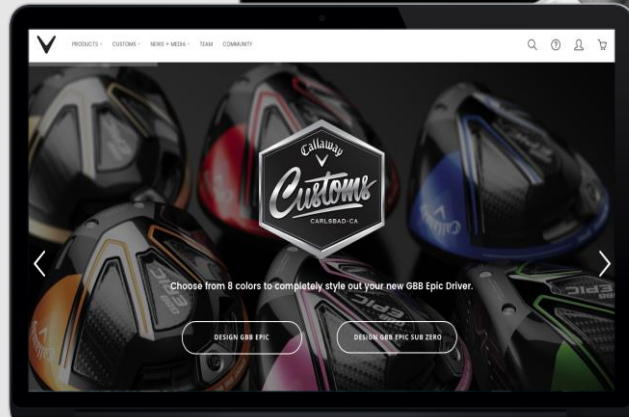 PRODUCTS CUSTOMS NEWS + MEDIA TEAM COMMUNITY
Callaway
Customs
CARLSBAD-CA
Choose from 8 colors to completely style out your new GBB Epic Driver.
DESIGN GBB EPIC
DESIGN GBB EPIC SUB ZERO